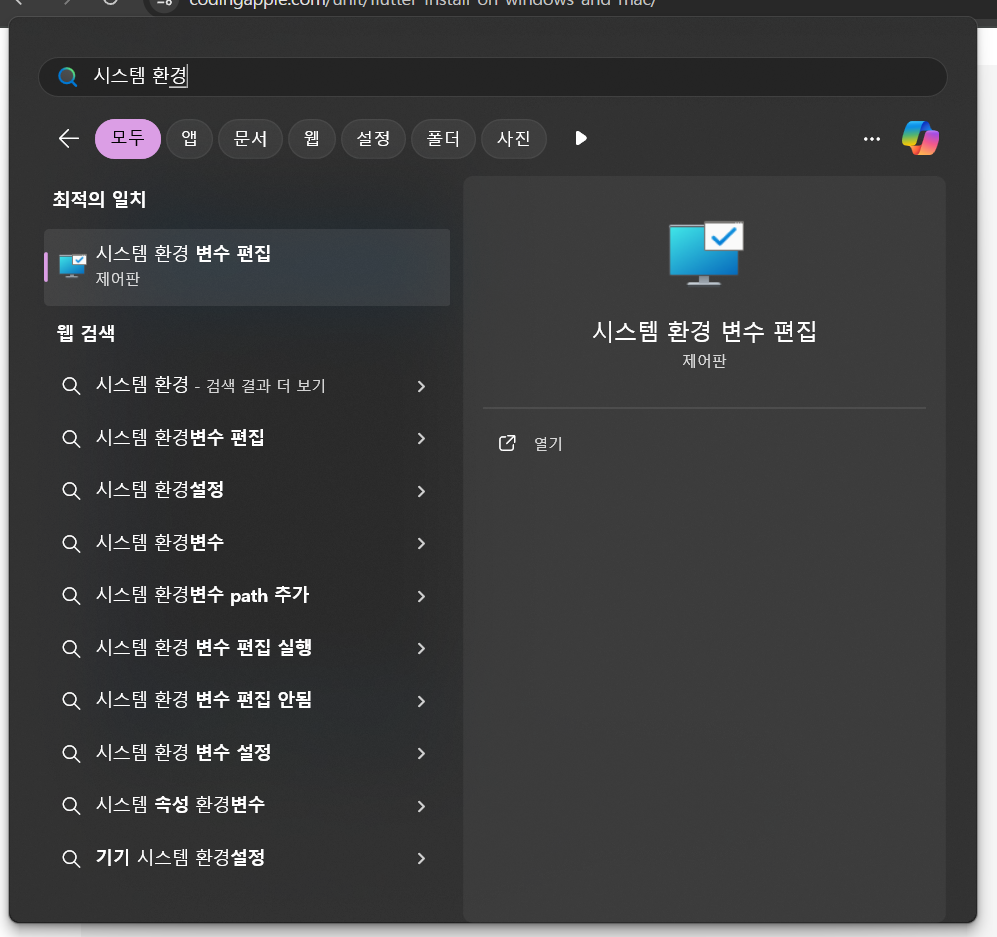 codingapple.com/unit/flutter-install-on-windows-and-mac/
시스템 환경
모두 앱 문서 웹 설정 폴더 사진
최적의 일치
시스템 환경 변수 편집
제어판
웹 검색
시스템 환경 - 검색 결과 더 보기
시스템 환경변수 편집
시스템 환경설정
시스템 환경변수
시스템 환경변수 path 추가
시스템 환경 변수 편집 실행
시스템 환경 변수 편집 안됨
시스템 환경 변수 설정
시스템 속성 환경변수
기기 시스템 환경설정
시스템 환경 변수 편집
제어판
열기